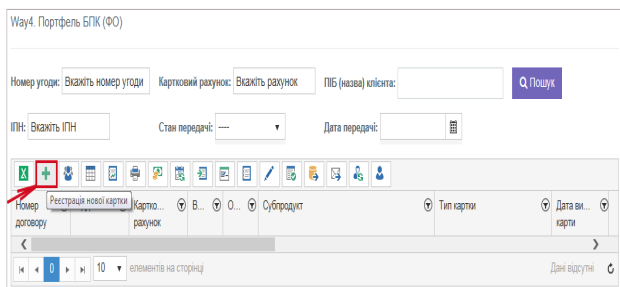 Way4. Портфель БПК (ФО)
Номер угоди: Вкажіть номер угоди Картковий рахунок: Вкажіть рахунок ПІБ (назва) клієнта: Пошук
ІПН: Вкажіть ІПН Стан передачі: ---- Дата передачі:
Реєстрація нової картки
Номер договору Картко... рахунок В... О... Субпродукт Тип картки Дата ви... карти
0 10 елементів на сторінці Дані відсутні